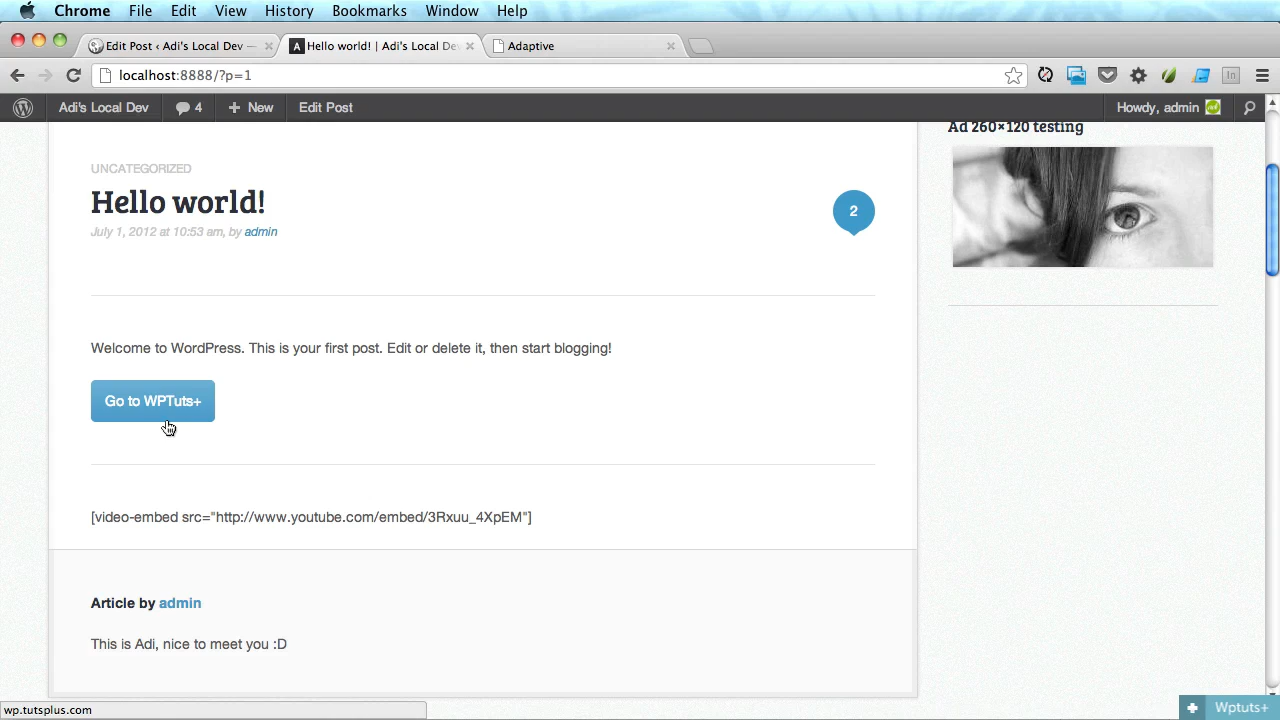 Chrome File Edit View History Bookmarks Window Help
Edit Post ‹ Adi's Local Dev — Hello world! | Adi's Local De Adaptive
localhost:8888/?p=1
Adi's Local Dev 4 + New Edit Post Howdy, admin
Ad 260×120 testing
UNCATEGORIZED
Hello world!
2
July 1, 2012 at 10:53 am, by admin
Welcome to WordPress. This is your first post. Edit or delete it, then start blogging!
Go to WPTuts+
[video-embed src="http://www.youtube.com/embed/3Rxuu_4XpEM"]
Article by admin
This is Adi, nice to meet you :D
wp.tutsplus.com
Wptuts+